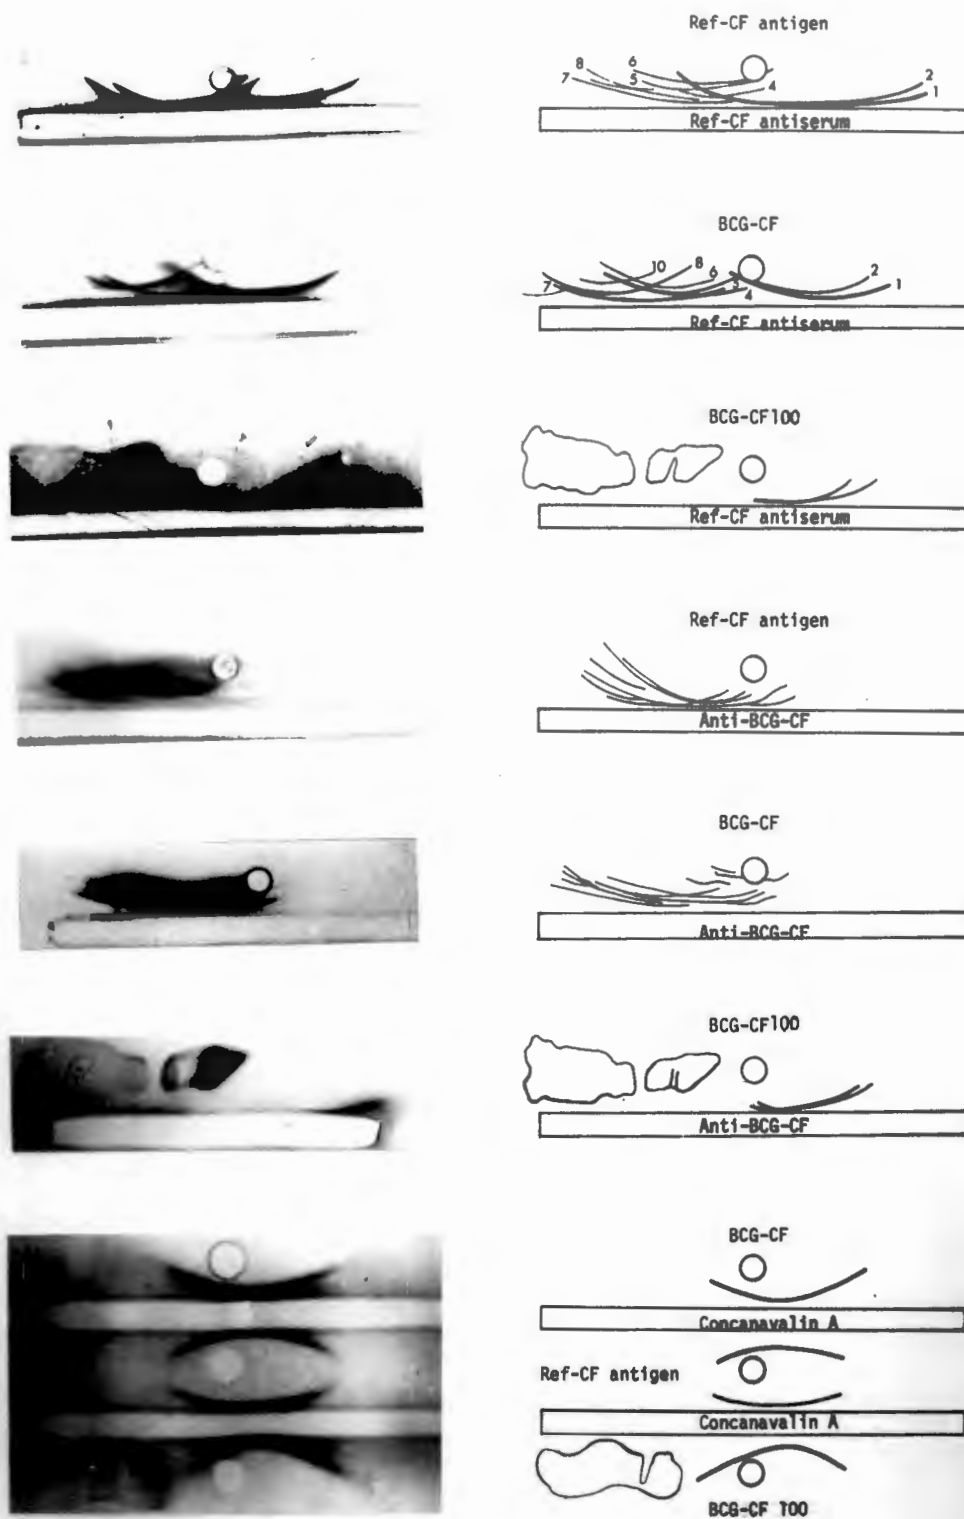 Ref-CF antigen
8
6
7
5
4
2
1
Ref-CF antiserum
BCG-CF
10
8
6
7
5
4
2
1
Ref-CF antiserum
BCG-CF100
Ref-CF antiserum
Ref-CF antigen
Anti-BCG-CF
BCG-CF
Anti-BCG-CF
BCG-CF100
Anti-BCG-CF
BCG-CF
Concanavalin A
Ref-CF antigen
Concanavalin A
BCG-CF 100